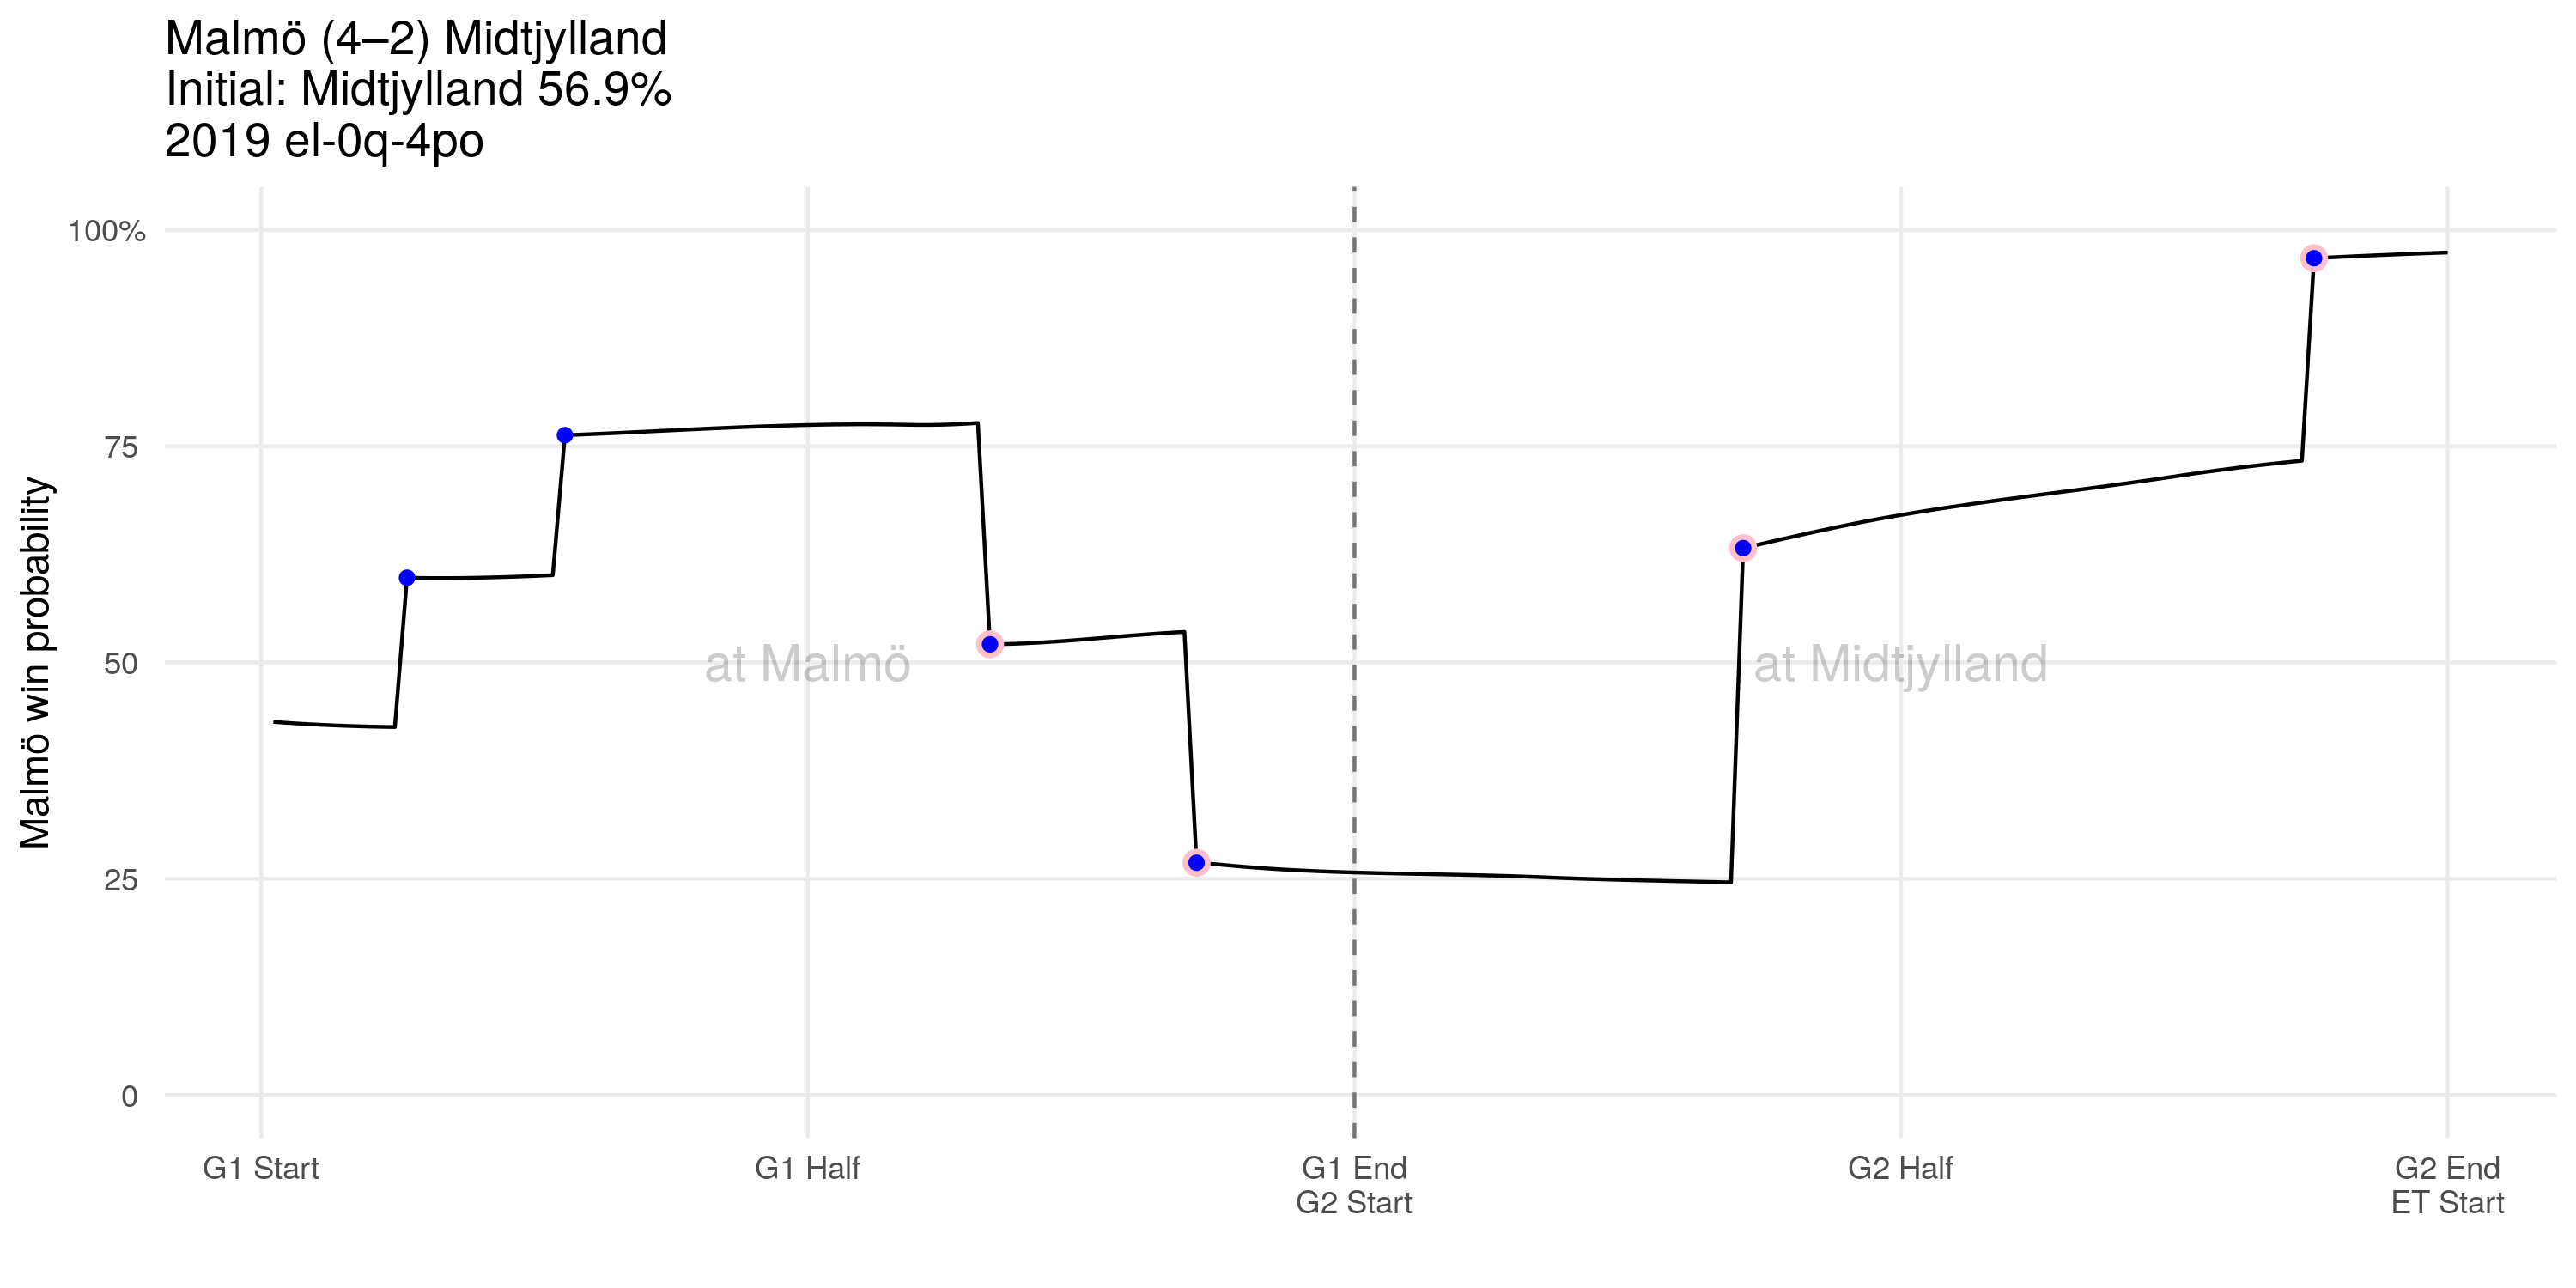 Malmö (4–2) Midtjylland
Initial: Midtjylland 56.9%
2019 el-0q-4po
Malmö win probability
100%
75
50
25
0
at Malmö
at Midtjylland
G1 Start
G1 Half
G1 End
G2 Start
G2 Half
G2 End
ET Start